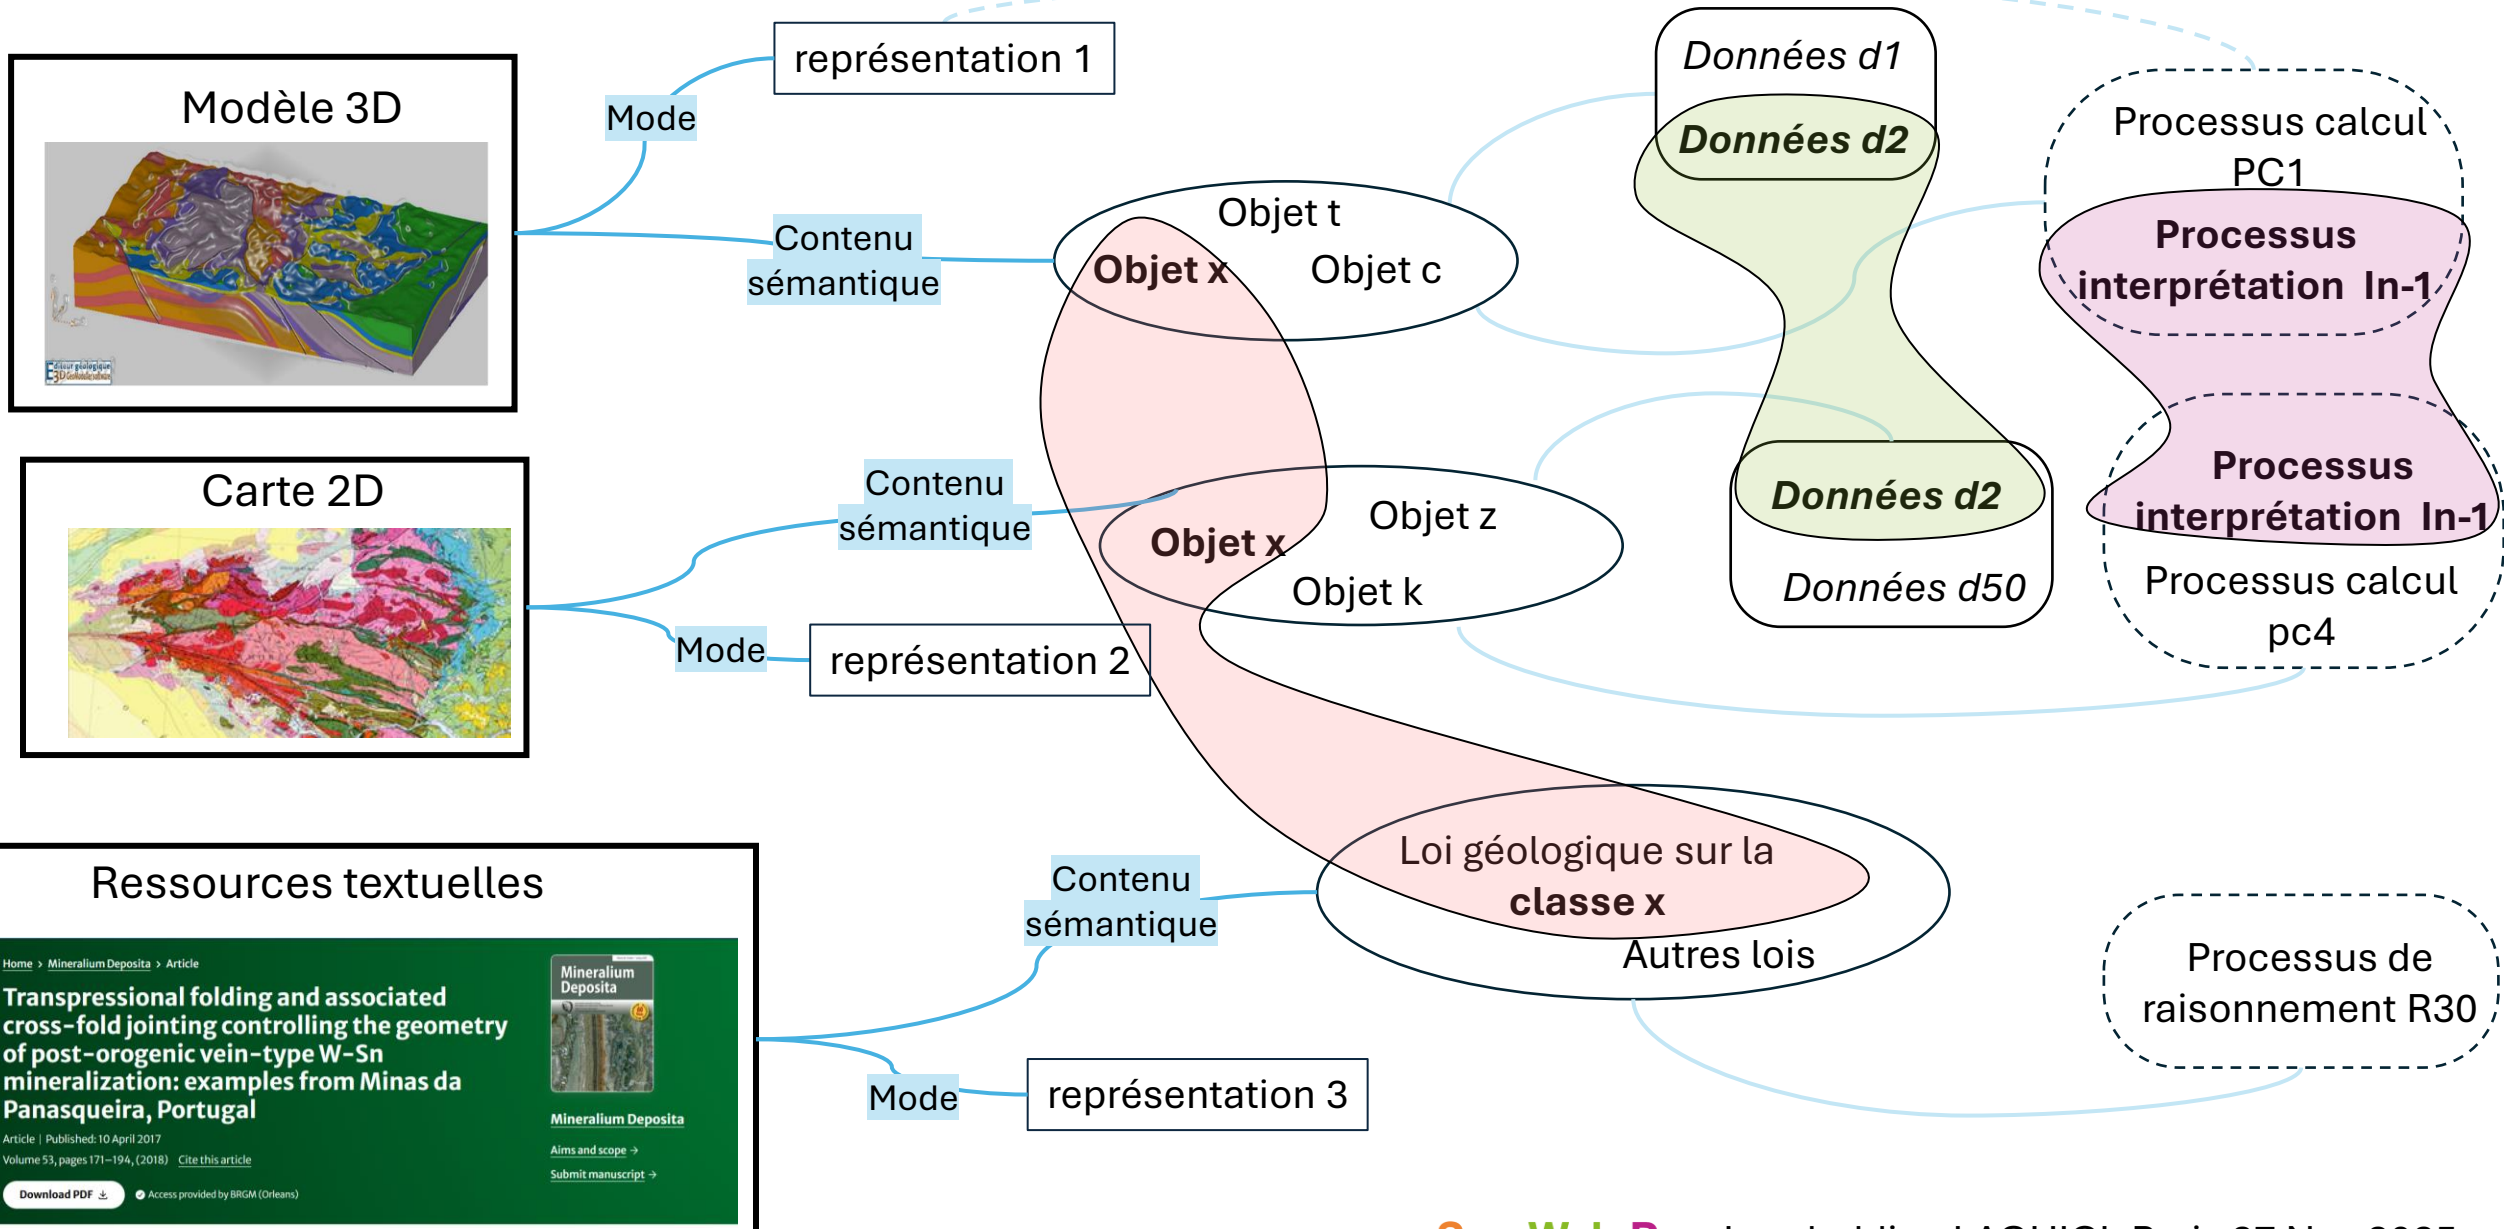 Modèle 3D
Editeur géologique
3D GeoModeller software
Mode
représentation 1
Contenu
sémantique
Objet t
Objet x
Objet c
Données d1
Données d2
Processus calcul
PC1
Processus
interprétation In-1
Carte 2D
Contenu
sémantique
Mode
représentation 2
Objet z
Objet x
Objet k
Données d2
Données d50
Processus
interprétation In-1
Processus calcul
pc4
Ressources textuelles
Home > Mineralium Deposita > Article
Transpressional folding and associated
cross-fold jointing controlling the geometry
of post-orogenic vein-type W-Sn
mineralization: examples from Minas da
Panasqueira, Portugal
Article | Published: 10 April 2017
Volume 53, pages 171–194, (2018) Cite this article
Download PDF
Access provided by BRGM (Orleans)
Mineralium
Deposita
Mineralium Deposita
Aims and scope →
Submit manuscript →
Contenu
sémantique
Mode
représentation 3
Loi géologique sur la
classe x
Autres lois
Processus de
raisonnement R30